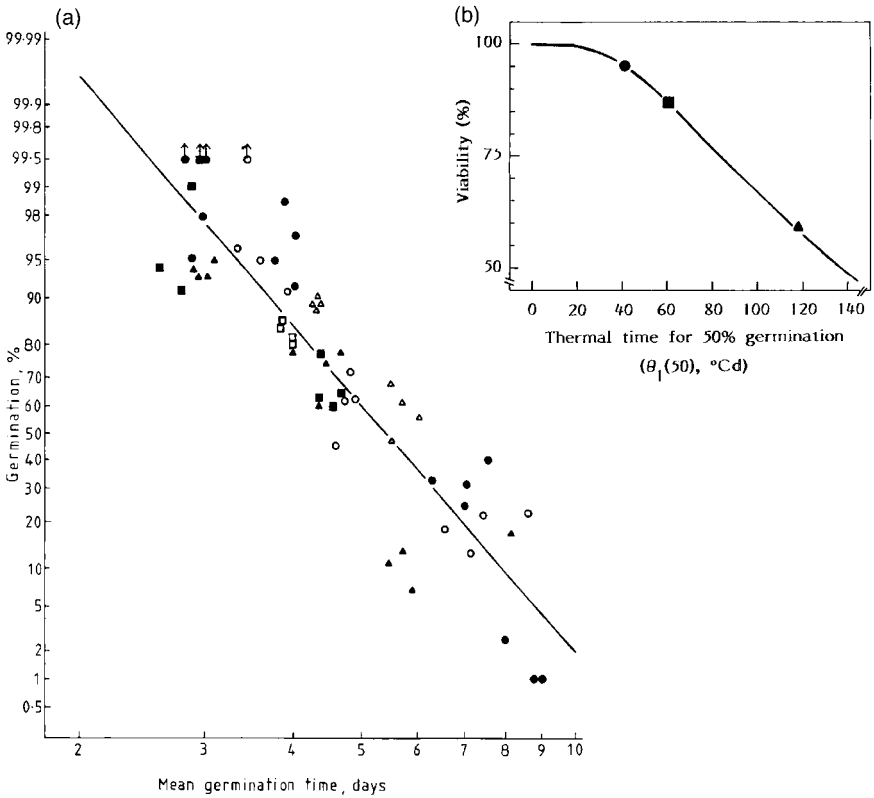 (a)
99·99
99·9
99·8
99·5
99
98
95
90
80
70
60
50
40
30
20
10
5
2
1
0·5
Germination, %
2 3 4 5 6 7 8 9 10
Mean germination time, days
(b)
100
75
50
Viability (%)
0 20 40 60 80 100 120 140
Thermal time for 50% germination
(θ₁(50), °Cd)